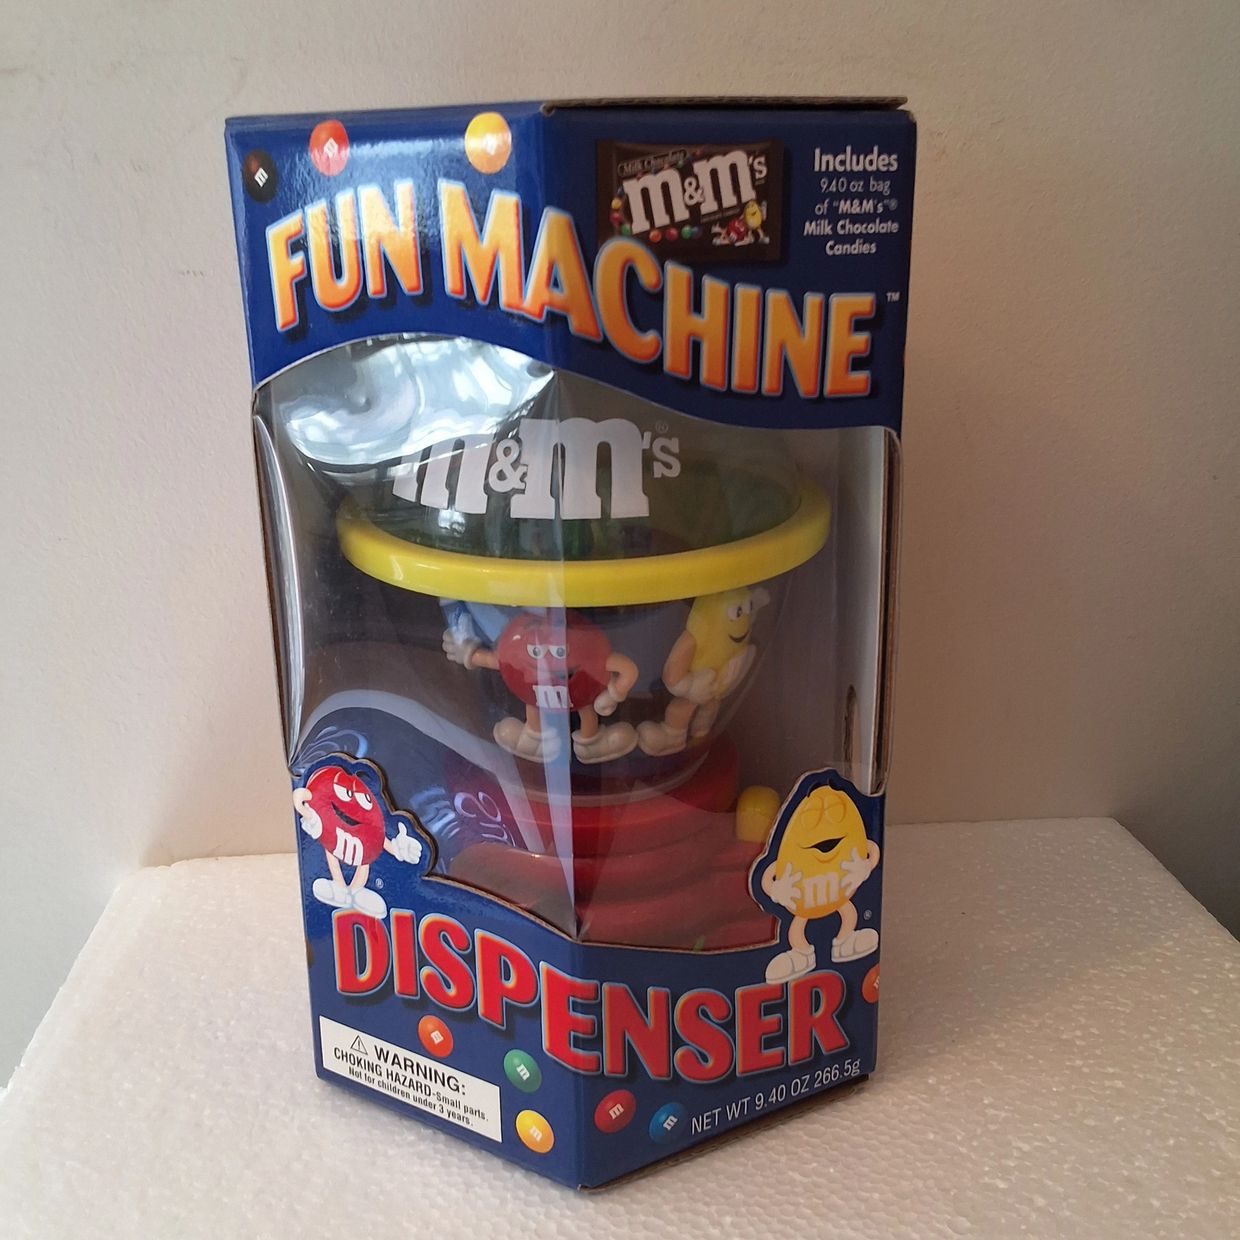 FUN MACHINE™
Milk Chocolate
m&m's
Includes
9.40 oz bag
of "M&M's"®
Milk Chocolate
Candies
m&m's®
m
m
m
®
m
®
DISPENSER
⚠ WARNING:
CHOKING HAZARD-Small parts.
Not for children under 3 years.
NET WT 9.40 OZ 266.5g